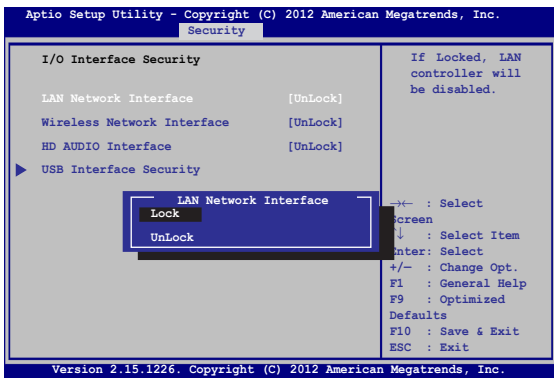 Aptio Setup Utility - Copyright (C) 2012 American Megatrends, Inc.
Security
I/O Interface Security
LAN Network Interface [UnLock]
Wireless Network Interface [UnLock]
HD AUDIO Interface [UnLock]
USB Interface Security
LAN Network Interface
Lock
UnLock
If Locked, LAN
controller will
be disabled.
→← : Select
Screen
↑↓ : Select Item
Enter: Select
+/— : Change Opt.
F1 : General Help
F9 : Optimized
Defaults
F10 : Save & Exit
ESC : Exit
Version 2.15.1226. Copyright (C) 2012 American Megatrends, Inc.